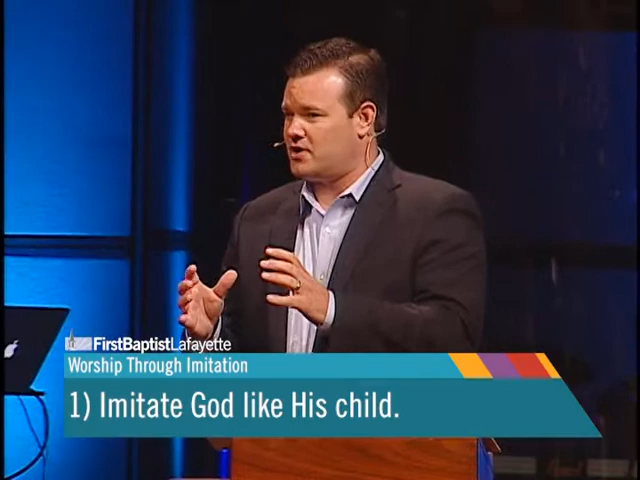 FirstBaptistLafayette
Worship Through Imitation
1) Imitate God like His child.